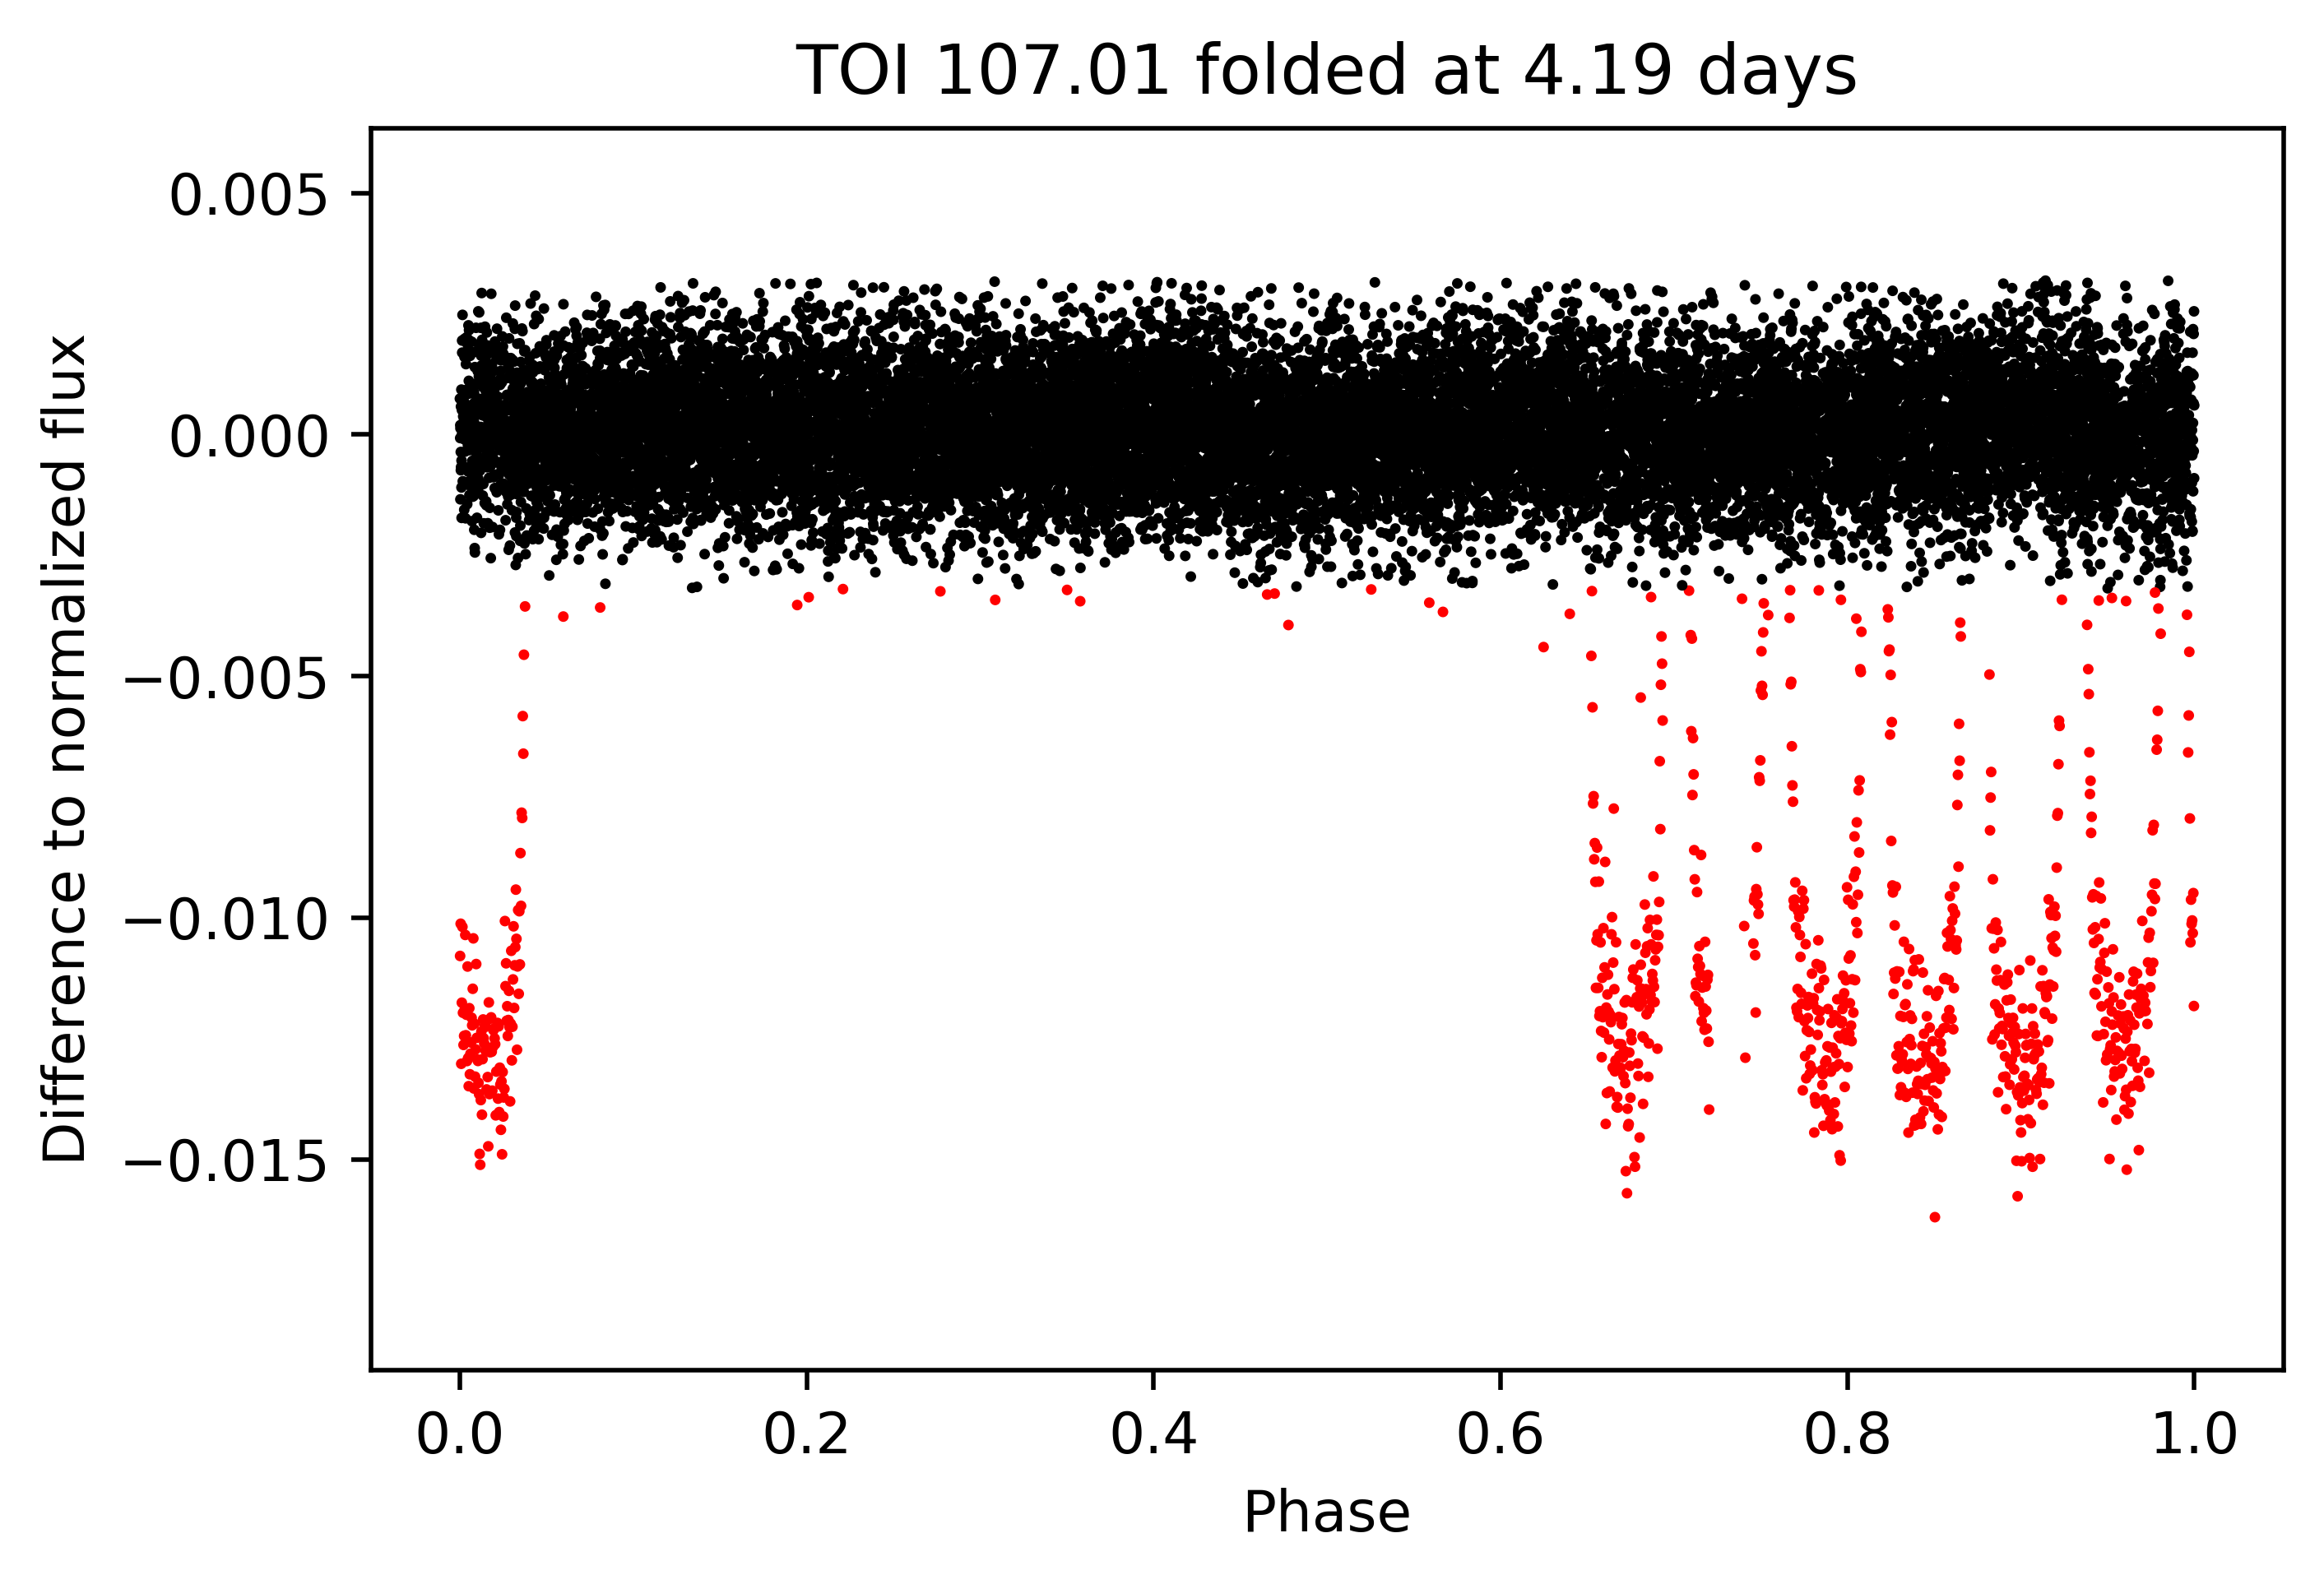 TOI 107.01 folded at 4.19 days
Difference to normalized flux
0.005
0.000
−0.005
−0.010
−0.015
0.0 0.2 0.4 0.6 0.8 1.0
Phase